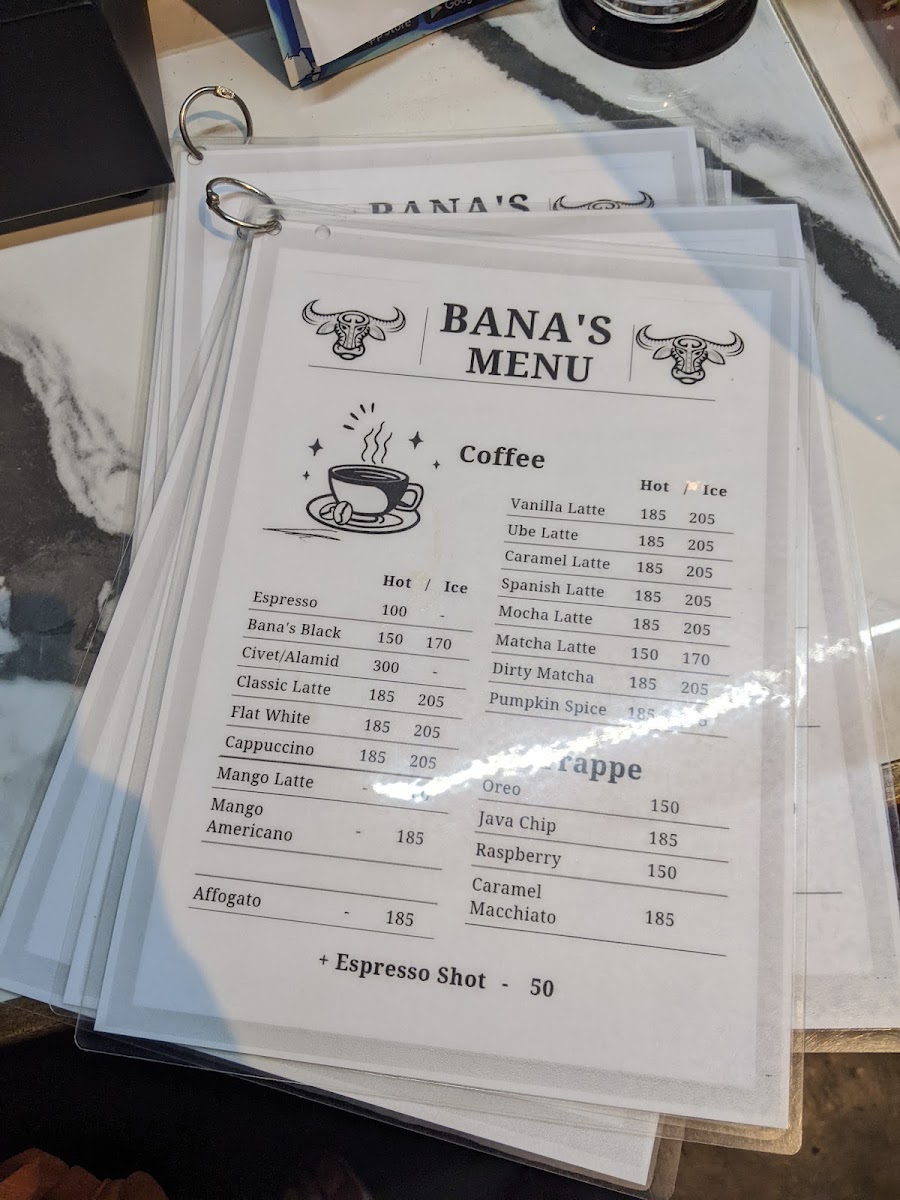 App Store
BANA'S
BANA'S
MENU
Coffee
Hot / Ice
Espresso 100 -
Bana's Black 150 170
Civet/Alamid 300 -
Classic Latte 185 205
Flat White 185 205
Cappuccino 185 205
Mango Latte -
Mango
Americano - 185
Affogato - 185
Hot / Ice
Vanilla Latte 185 205
Ube Latte 185 205
Caramel Latte 185 205
Spanish Latte 185 205
Mocha Latte 185 205
Matcha Latte 150 170
Dirty Matcha 185 205
Pumpkin Spice 185
Frappe
Oreo 150
Java Chip 185
Raspberry 150
Caramel
Macchiato 185
+ Espresso Shot - 50